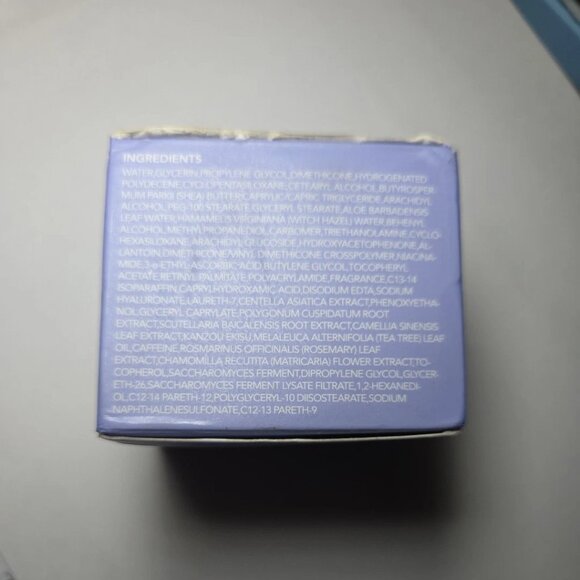 INGREDIENTS
WATER,GLYCERIN,PROPYLENE GLYCOL,DIMETHICONE,HYDROGENATED
POLYDECENE,CYCLOPENTASILOXANE,CETEARYL ALCOHOL,BUTYROSPER-
MUM PARKII (SHEA) BUTTER,CAPRYLIC/CAPRIC TRIGLYCERIDE,ARACHIDYL
ALCOHOL,PEG-100 STEARATE,GLYCERYL STEARATE,ALOE BARBADENSIS
LEAF WATER,HAMAMELIS VIRGINIANA (WITCH HAZEL) WATER,BEHENYL
ALCOHOL,METHYLPROPANEDIOL,CARBOMER,TRIETHANOLAMINE,CYCLO-
HEXASILOXANE,ARACHIDYL GLUCOSIDE,HYDROXYACETOPHENONE,AL-
LANTOIN,DIMETHICONE/VINYL DIMETHICONE CROSSPOLYMER,NIACINA-
MIDE,3-o-ETHYL-ASCORBIC ACID,BUTYLENE GLYCOL,TOCOPHERYL
ACETATE,RETINYL PALMITATE,POLYACRYLAMIDE,FRAGRANCE,C13-14
ISOPARAFFIN,CAPRYLHYDROXAMIC ACID,DISODIUM EDTA,SODIUM
HYALURONATE,LAURETH-7,CENTELLA ASIATICA EXTRACT,PHENOXYETHA-
NOL,GLYCERYL CAPRYLATE,POLYGONUM CUSPIDATUM ROOT
EXTRACT,SCUTELLARIA BAICALENSIS ROOT EXTRACT,CAMELLIA SINENSIS
LEAF EXTRACT,KANZOU EKISU,MELALEUCA ALTERNIFOLIA (TEA TREE) LEAF
OIL,CAFFEINE,ROSMARINUS OFFICINALIS (ROSEMARY) LEAF
EXTRACT,CHAMOMILLA RECUTITA (MATRICARIA) FLOWER EXTRACT,TO-
COPHEROL,SACCHAROMYCES FERMENT,DIPROPYLENE GLYCOL,GLYCER-
ETH-26,SACCHAROMYCES FERMENT LYSATE FILTRATE,1,2-HEXANEDI-
OL,C12-14 PARETH-12,POLYGLYCERYL-10 DIISOSTEARATE,SODIUM
NAPHTHALENESULFONATE,C12-13 PARETH-9